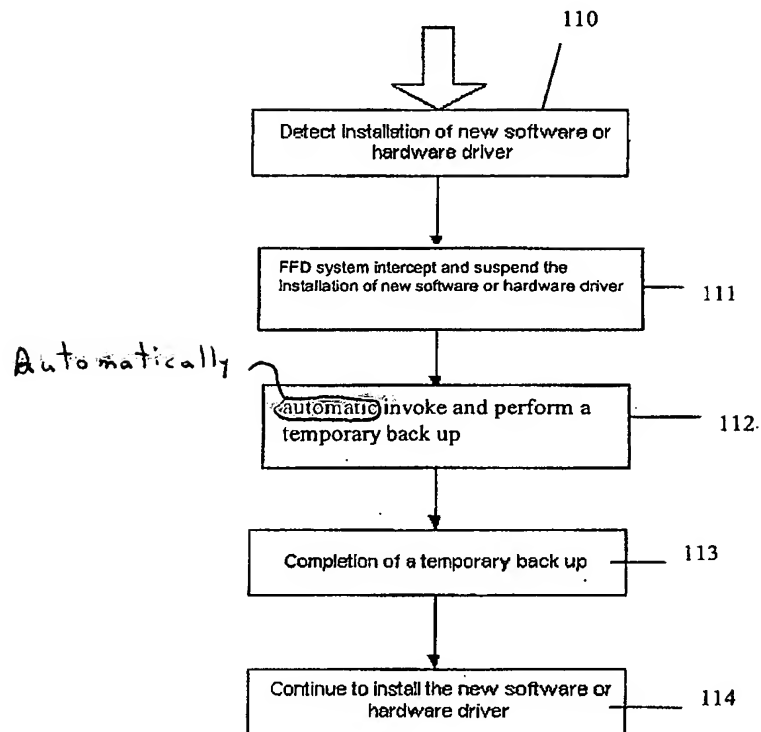 110
Detect Installation of new software or
hardware driver
FFD system intercept and suspend the
Installation of new software or hardware driver
111
Automatically
automatic invoke and perform a
temporary back up
112.
Completion of a temporary back up
113
Continue to install the new software or
hardware driver
114